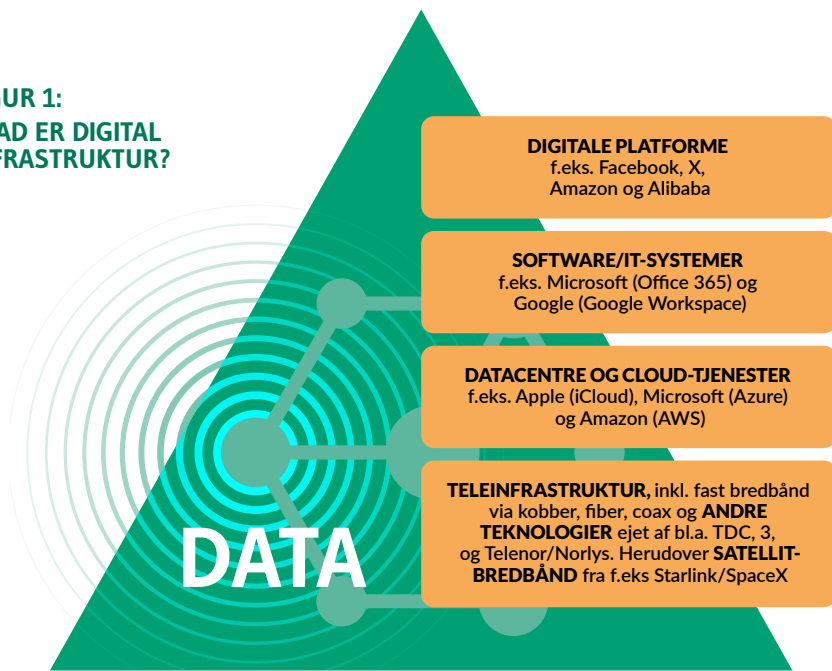 GUR 1:
AD ER DIGITAL
FRASTRUKTUR?
DIGITALE PLATFORME
f.eks. Facebook, X,
Amazon og Alibaba
SOFTWARE/IT-SYSTEMER
f.eks. Microsoft (Office 365) og
Google (Google Workspace)
DATACENTRE OG CLOUD-TJENESTER
f.eks. Apple (iCloud), Microsoft (Azure)
og Amazon (AWS)
TELEINFRASTRUKTUR, inkl. fast bredbånd
via kobber, fiber, coax og ANDRE
TEKNOLOGIER ejet af bl.a. TDC, 3,
og Telenor/Norlys. Herudover SATELLIT-
BREDBÅND fra f.eks Starlink/SpaceX
DATA